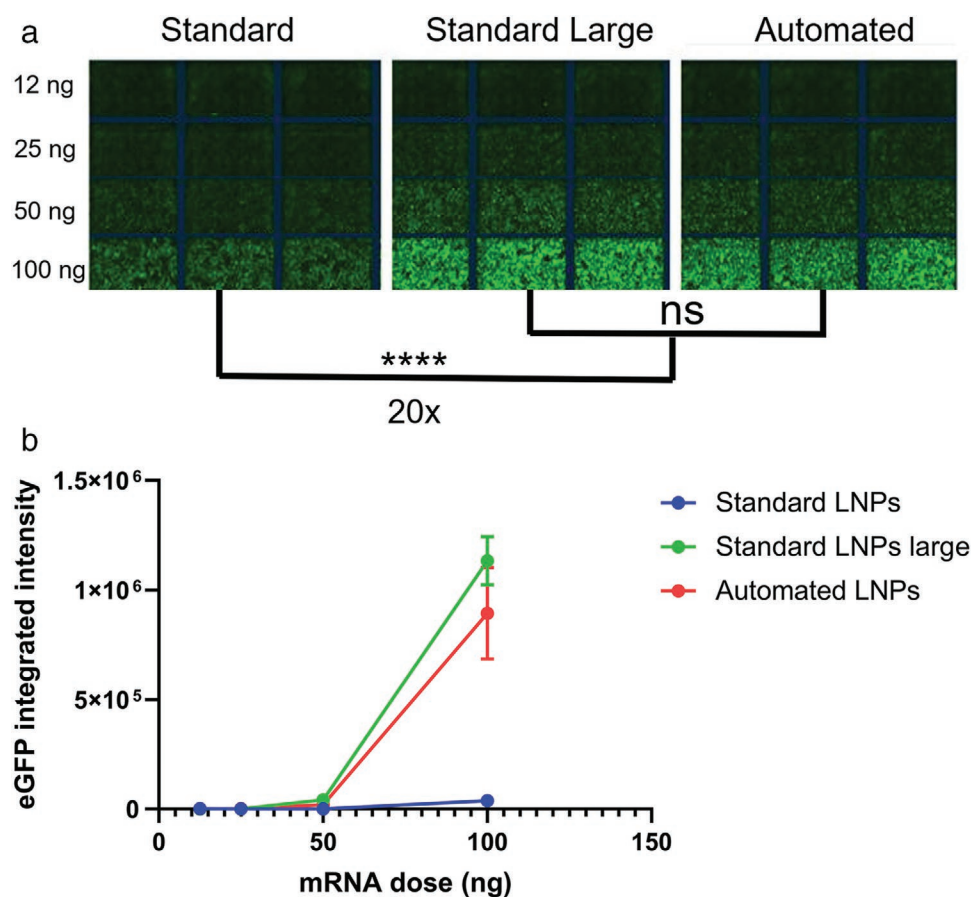 a
Standard Standard Large Automated
12 ng
25 ng
50 ng
100 ng
ns
****
20x
b
eGFP integrated intensity
1.5×10⁶
1×10⁶
5×10⁵
0
0 50 100 150
mRNA dose (ng)
Standard LNPs
Standard LNPs large
Automated LNPs